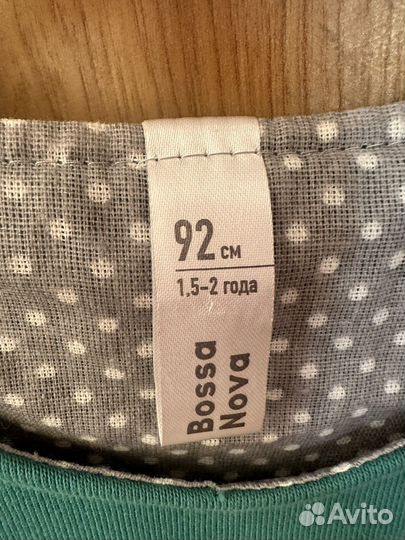 92 см
1,5-2 года
Bossa
Nova
Avito